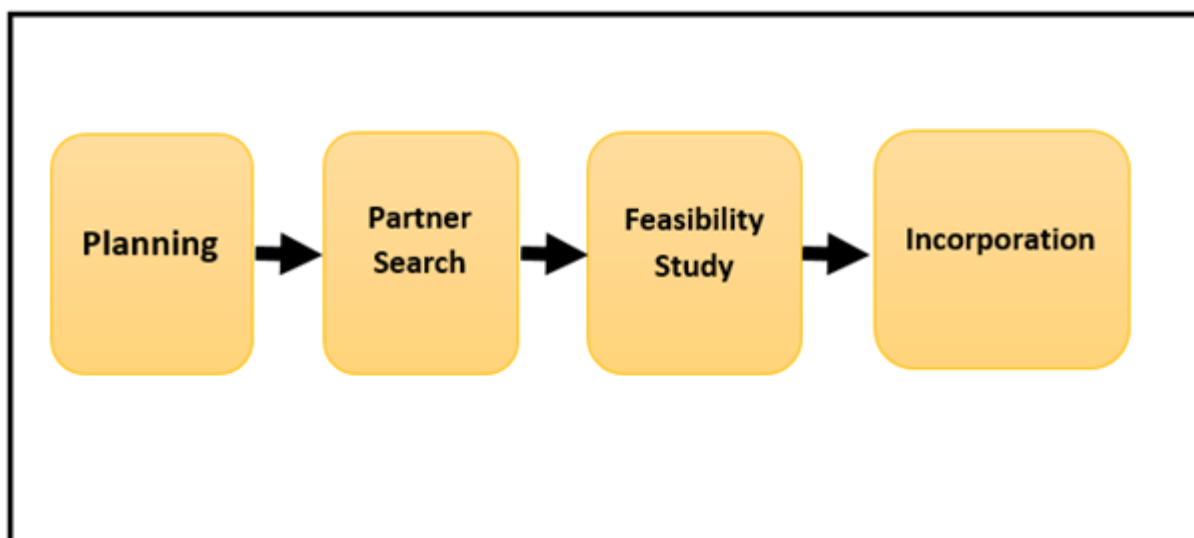 Planning
Partner
Search
Feasibility
Study
Incorporation